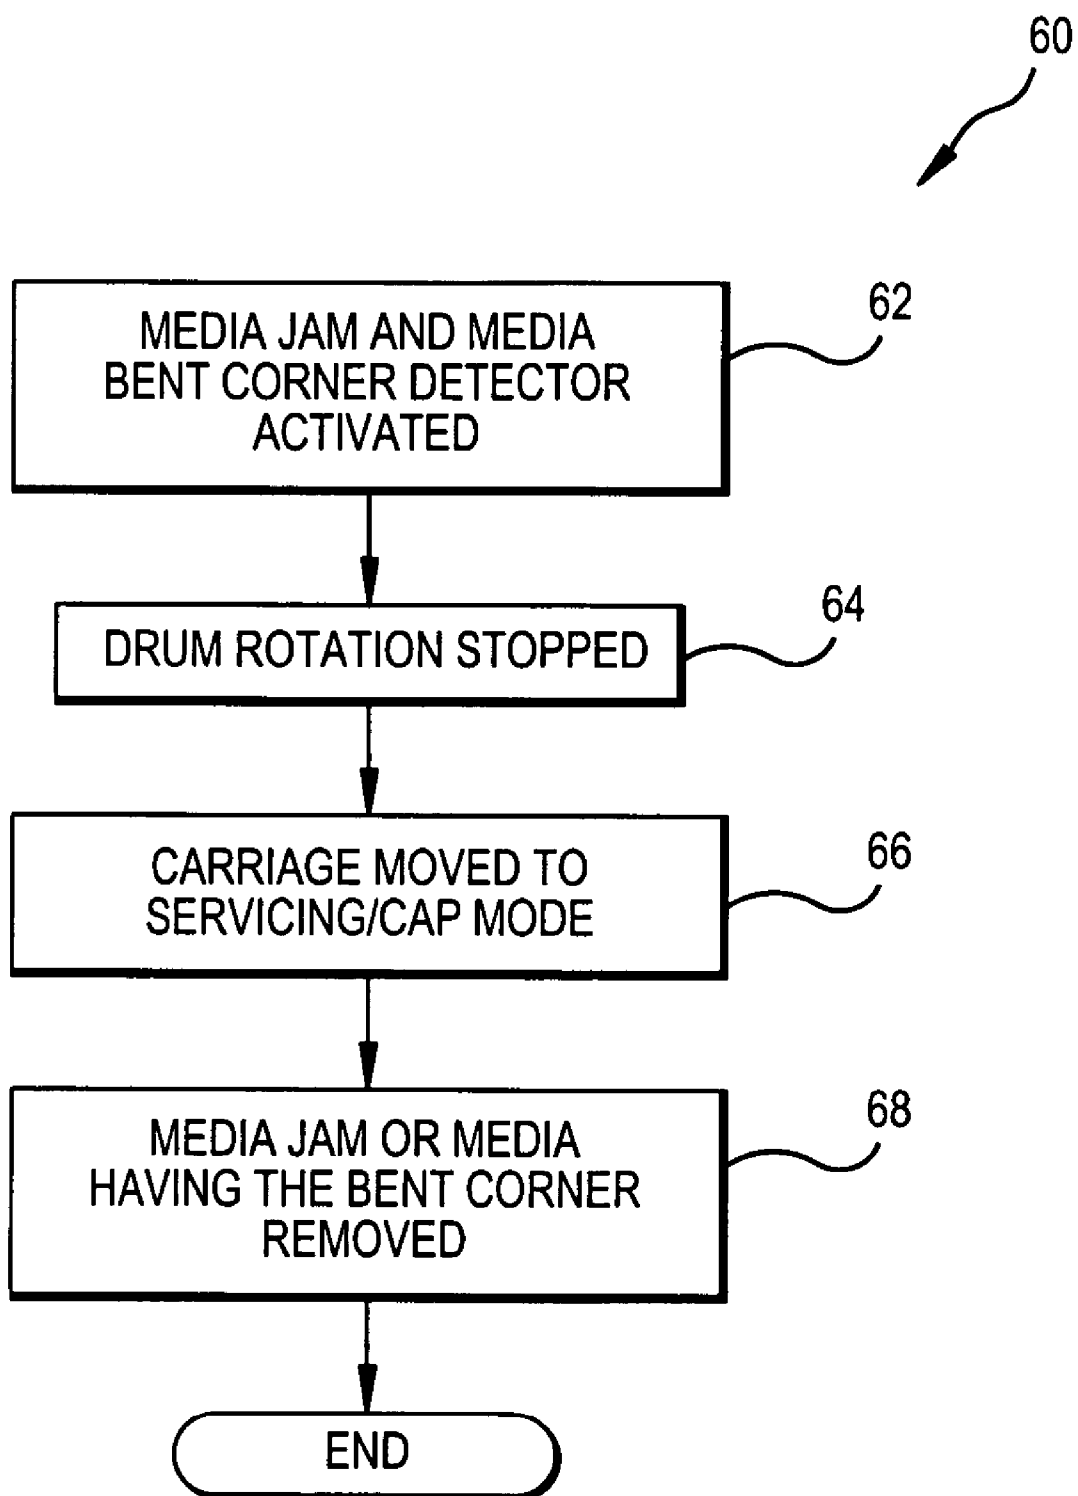 60
MEDIA JAM AND MEDIA
BENT CORNER DETECTOR
ACTIVATED
62
DRUM ROTATION STOPPED
64
CARRIAGE MOVED TO
SERVICING/CAP MODE
66
MEDIA JAM OR MEDIA
HAVING THE BENT CORNER
REMOVED
68
END